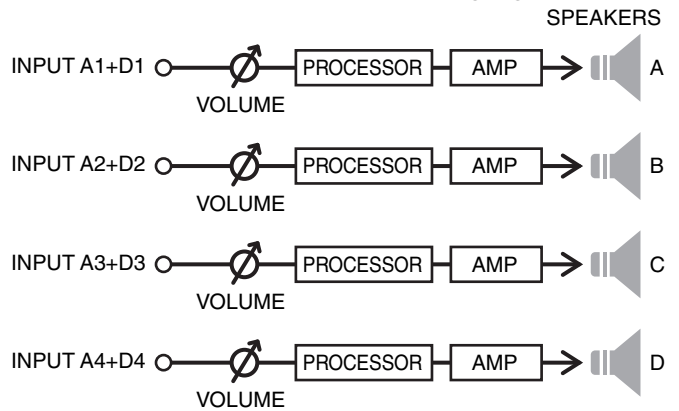 SPEAKERS
INPUT A1+D1 PROCESSOR AMP A
VOLUME
INPUT A2+D2 PROCESSOR AMP B
VOLUME
INPUT A3+D3 PROCESSOR AMP C
VOLUME
INPUT A4+D4 PROCESSOR AMP D
VOLUME